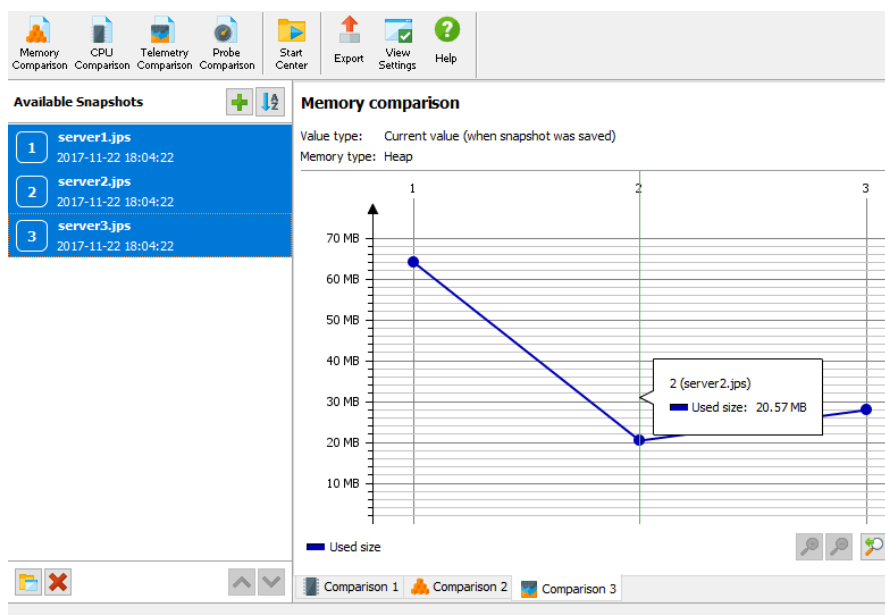 Memory Comparison
CPU Comparison
Telemetry Comparison
Probe Comparison
Start Center
Export
View Settings
Help
Available Snapshots
1
server1.jps
2017-11-22 18:04:22
2
server2.jps
2017-11-22 18:04:22
3
server3.jps
2017-11-22 18:04:22
Memory comparison
Value type: Current value (when snapshot was saved)
Memory type: Heap
1 2 3
70 MB
60 MB
50 MB
40 MB
30 MB
20 MB
10 MB
2 (server2.jps)
Used size: 20.57 MB
Used size
Comparison 1 Comparison 2 Comparison 3